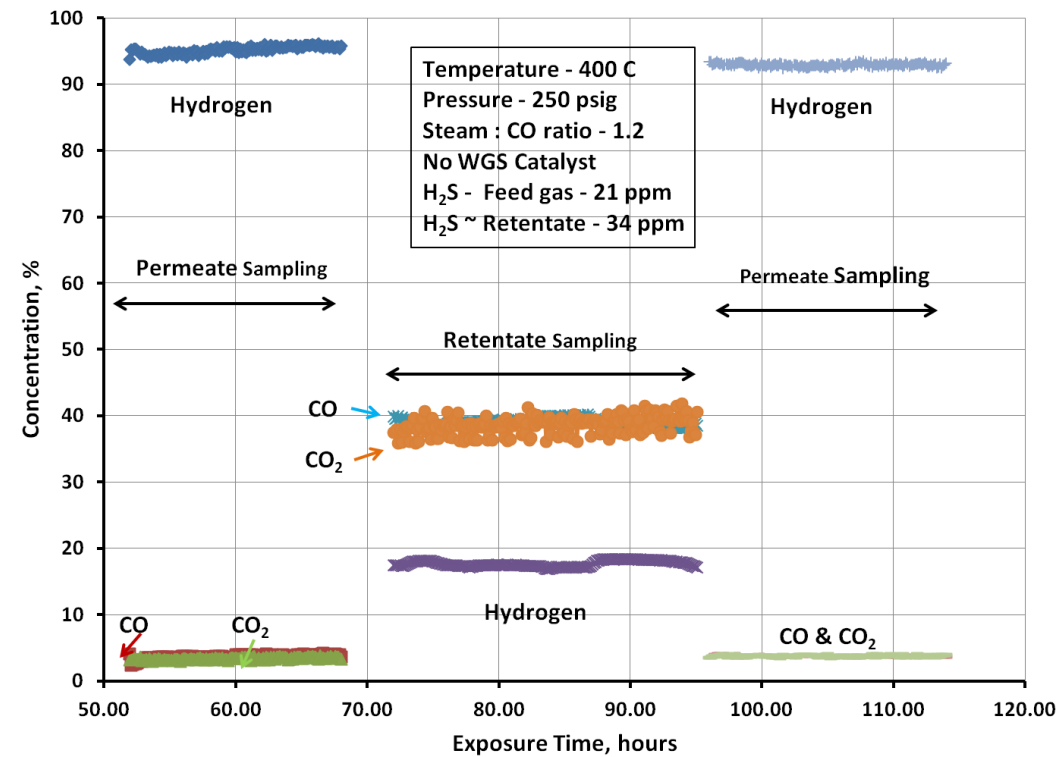 100
90
80
70
60
50
40
30
20
10
0
Concentration, %
Hydrogen
Temperature - 400 C
Pressure - 250 psig
Steam : CO ratio - 1.2
No WGS Catalyst
H₂S -  Feed gas - 21 ppm
H₂S ~ Retentate - 34 ppm
Hydrogen
Permeate Sampling
Permeate Sampling
Retentate Sampling
CO
CO₂
Hydrogen
CO
CO₂
CO & CO₂
50.00
60.00
70.00
80.00
90.00
100.00
110.00
120.00
Exposure Time, hours